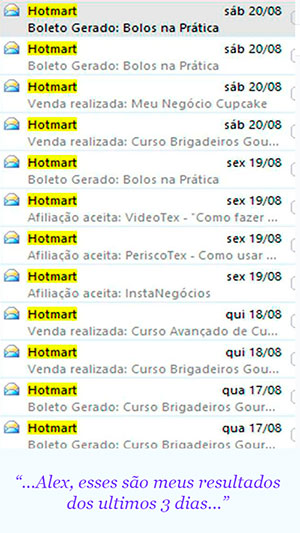 Hotmart sáb 20/08
Boleto Gerado: Bolos na Prática
Hotmart sáb 20/08
Boleto Gerado: Bolos na Prática
Hotmart sáb 20/08
Venda realizada: Meu Negócio Cupcake
Hotmart sáb 20/08
Venda realizada: Curso Brigadeiros Gou...
Hotmart sex 19/08
Boleto Gerado: Bolos na Prática
Hotmart sex 19/08
Afiliação aceita: VideoTex - "Como fazer ...
Hotmart sex 19/08
Afiliação aceita: PeriscoTex - Como usar ...
Hotmart sex 19/08
Afiliação aceita: InstaNegócios
Hotmart qui 18/08
Venda realizada: Curso Avançado de Cu...
Hotmart qui 18/08
Venda realizada: Curso Brigadeiros Gou...
Hotmart qua 17/08
Boleto Gerado: Curso Brigadeiros Gour...
Hotmart qua 17/08
Boleto Gerado: Curso Brigadeiros Gour...
“...Alex, esses são meus resultados
dos ultimos 3 dias...”